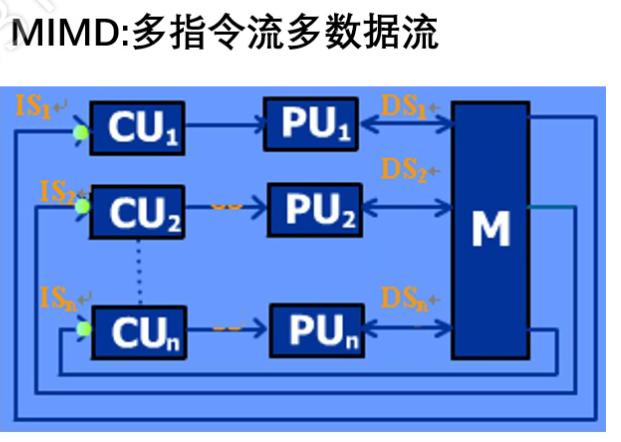 MIMD:多指令流多数据流
IS₁ CU₁ PU₁ DS₁
IS₂ CU₂ PU₂ DS₂
M
ISₙ CUₙ PUₙ DSₙ